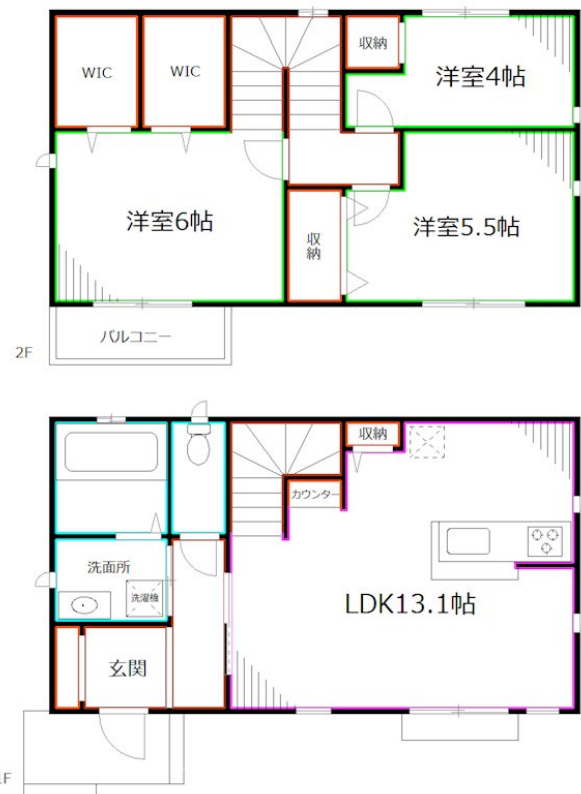 WIC
WIC
収納
洋室4帖
洋室6帖
収納
洋室5.5帖
バルコニー
2F
収納
カウンター
洗面所
洗濯機
LDK13.1帖
玄関
1F